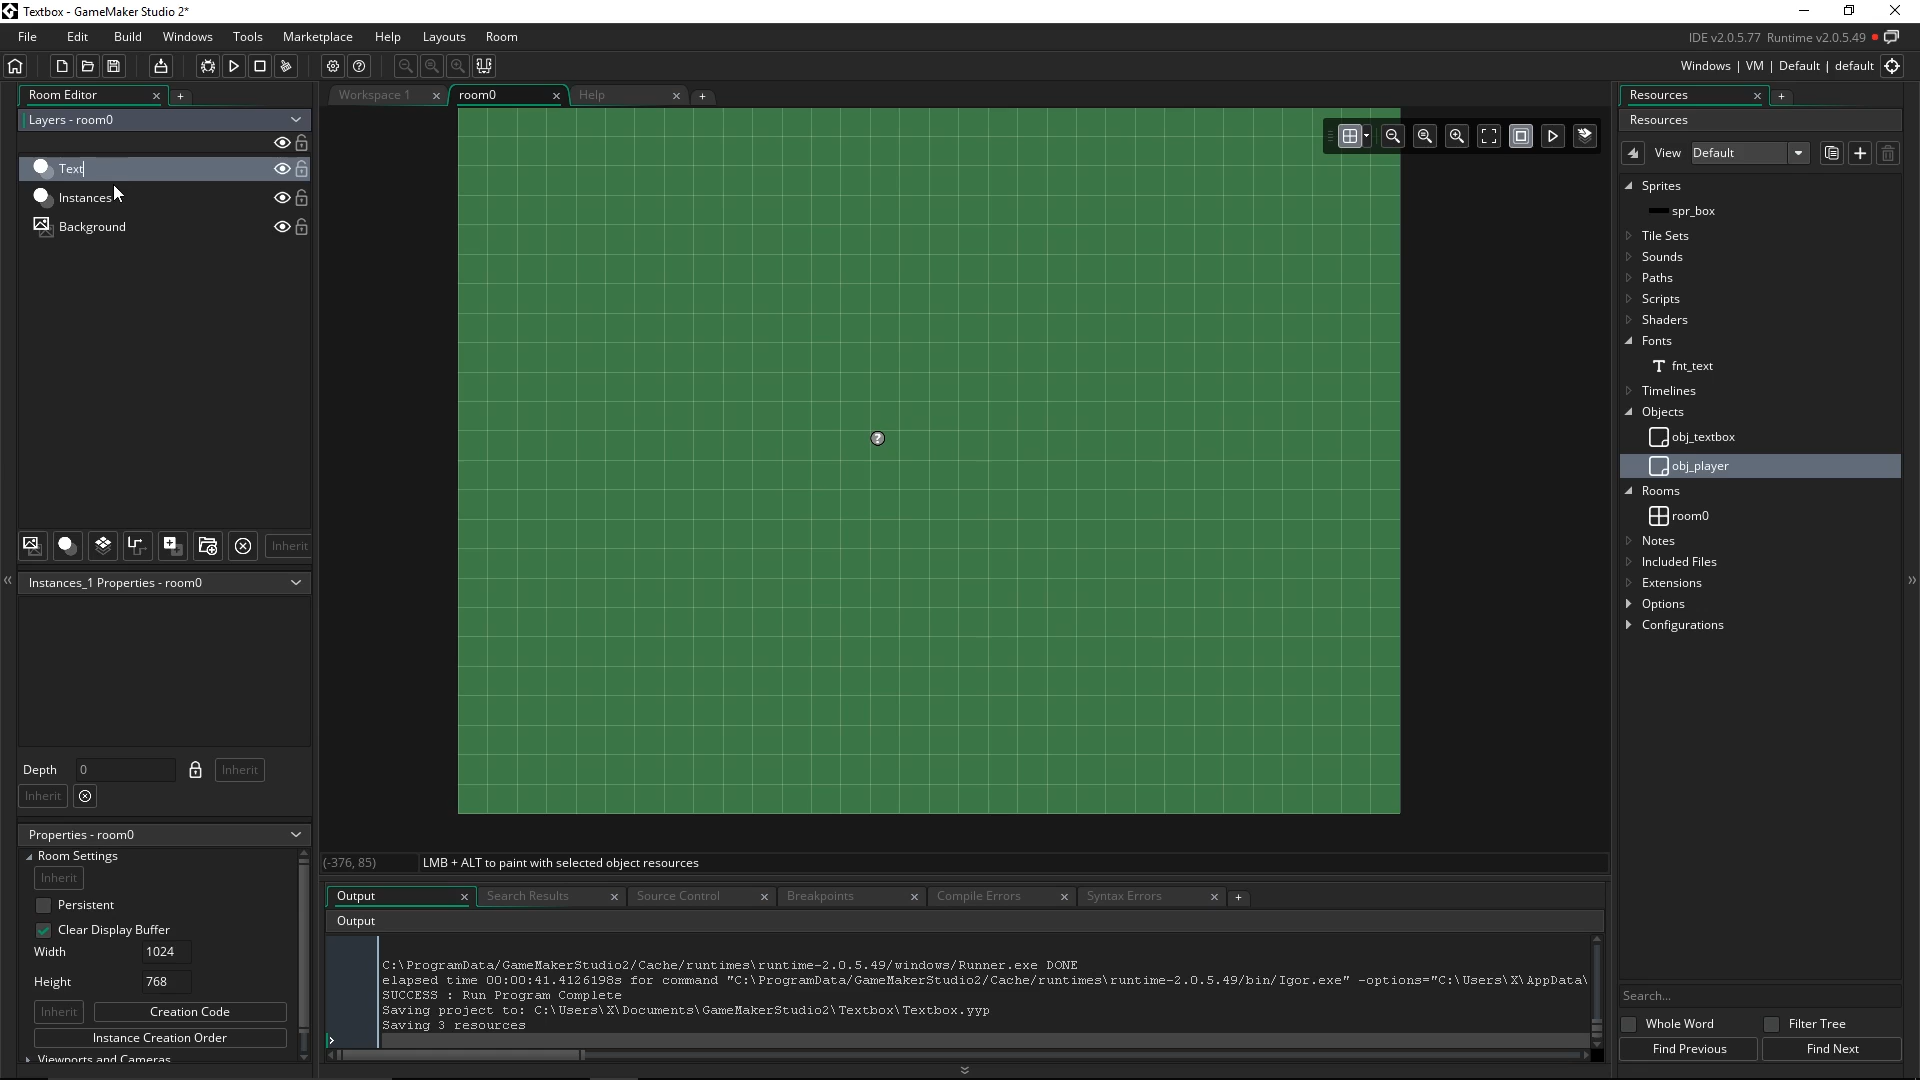 Textbox - GameMaker Studio 2*
File Edit Build Windows Tools Marketplace Help Layouts Room
IDE v2.0.5.77 Runtime v2.0.5.49
Windows | VM | Default | default
Room Editor
Workspace 1
room0
Help
Resources
Layers - room0
Resources
View Default
Text
Instances
Background
Sprites
spr_box
Tile Sets
Sounds
Paths
Scripts
Shaders
Fonts
fnt_text
Timelines
Objects
obj_textbox
obj_player
Rooms
room0
Notes
Included Files
Extensions
Options
Configurations
?
Inherit
Instances_1 Properties - room0
Depth 0 Inherit
Inherit
Properties - room0
Room Settings
Inherit
Persistent
Clear Display Buffer
Width 1024
Height 768
Inherit Creation Code
Instance Creation Order
Viewports and Cameras
(-376, 85) LMB + ALT to paint with selected object resources
Output Search Results Source Control Breakpoints Compile Errors Syntax Errors
Output
C:\ProgramData/GameMakerStudio2/Cache/runtimes\runtime-2.0.5.49/windows/Runner.exe DONE
elapsed time 00:00:41.4126198s for command "C:\ProgramData/GameMakerStudio2/Cache/runtimes\runtime-2.0.5.49/bin/Igor.exe" -options="C:\Users\X\AppData\
SUCCESS : Run Program Complete
Saving project to: C:\Users\X\Documents\GameMakerStudio2\Textbox\Textbox.yyp
Saving 3 resources
Search...
Whole Word Filter Tree
Find Previous Find Next